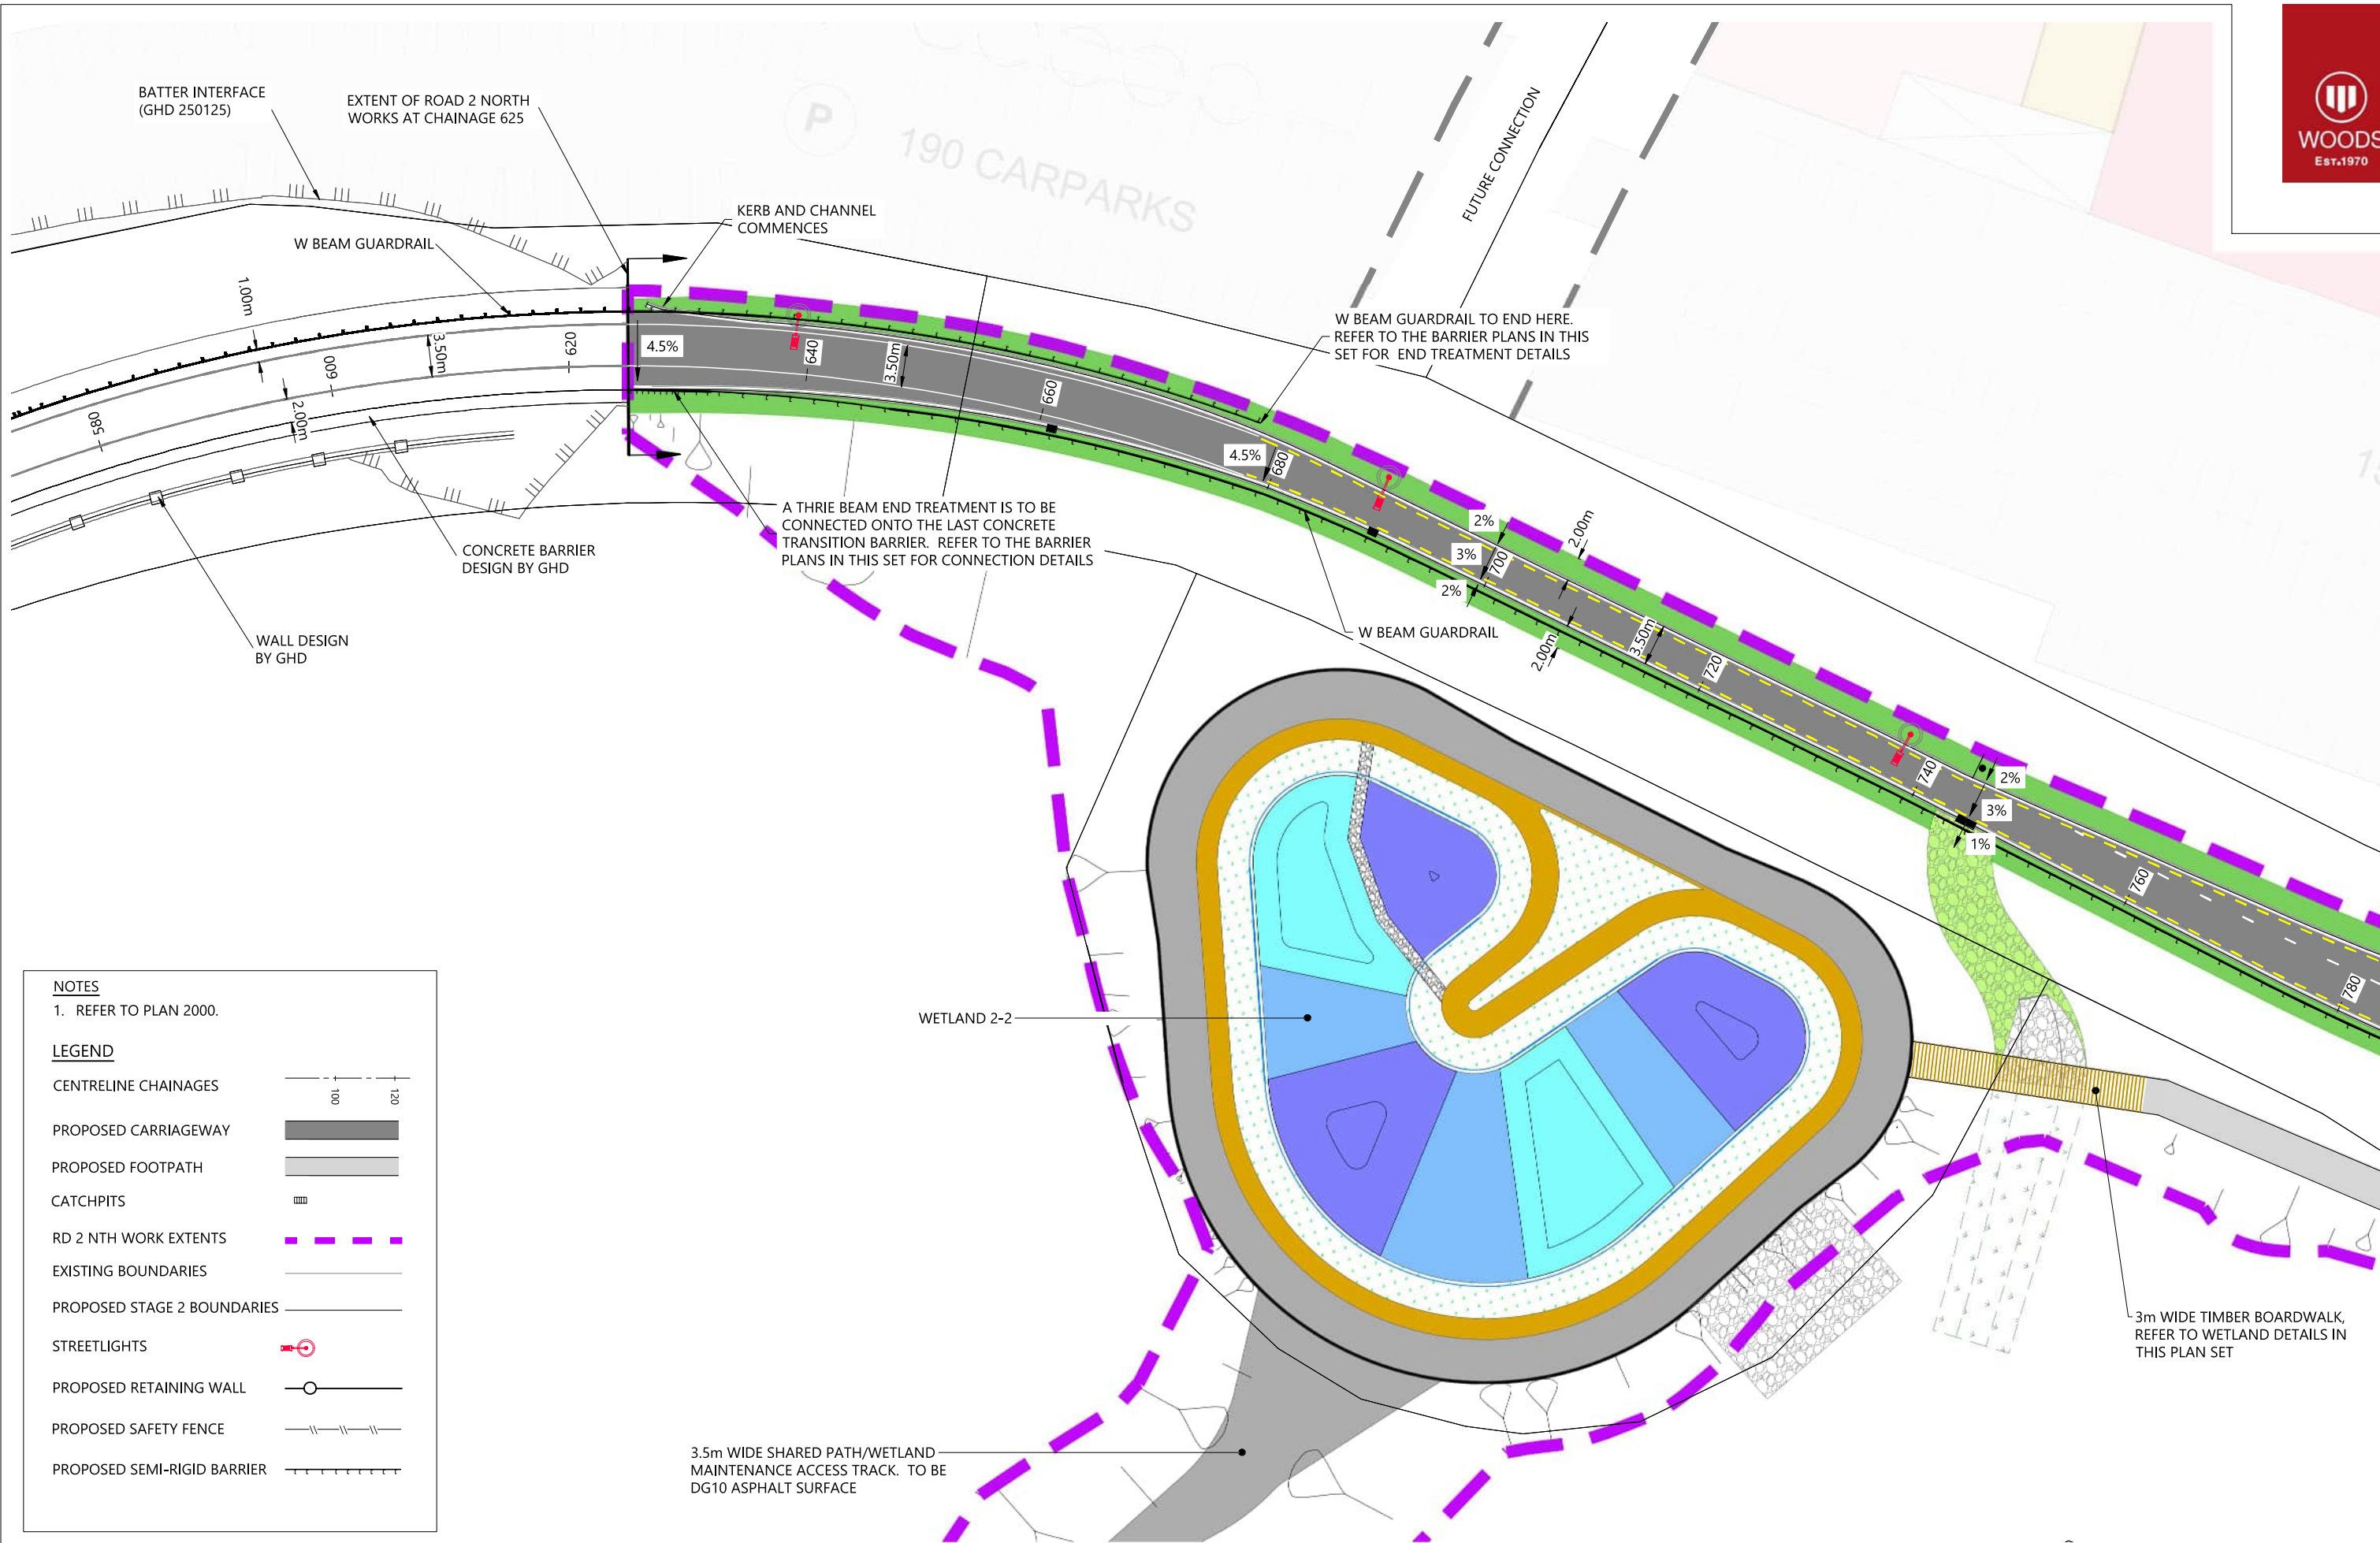 BATTER INTERFACE
(GHD 250125)
EXTENT OF ROAD 2 NORTH
WORKS AT CHAINAGE 625
P
190 CARPARKS
FUTURE CONNECTION
WOODS
EST.1970
KERB AND CHANNEL
COMMENCES
W BEAM GUARDRAIL
1.00m
3.50m
2.00m
580
600
620
4.5%
640
3.50m
660
W BEAM GUARDRAIL TO END HERE.
REFER TO THE BARRIER PLANS IN THIS
SET FOR END TREATMENT DETAILS
4.5%
680
2%
3%
700
2%
2.00m
2.00m
3.50m
720
740
2%
3%
1%
760
780
A THRIE BEAM END TREATMENT IS TO BE
CONNECTED ONTO THE LAST CONCRETE
TRANSITION BARRIER. REFER TO THE BARRIER
PLANS IN THIS SET FOR CONNECTION DETAILS
CONCRETE BARRIER
DESIGN BY GHD
WALL DESIGN
BY GHD
W BEAM GUARDRAIL
WETLAND 2-2
3m WIDE TIMBER BOARDWALK,
REFER TO WETLAND DETAILS IN
THIS PLAN SET
3.5m WIDE SHARED PATH/WETLAND
MAINTENANCE ACCESS TRACK. TO BE
DG10 ASPHALT SURFACE
NOTES
1. REFER TO PLAN 2000.
LEGEND
CENTRELINE CHAINAGES
100
120
PROPOSED CARRIAGEWAY
PROPOSED FOOTPATH
CATCHPITS
RD 2 NTH WORK EXTENTS
EXISTING BOUNDARIES
PROPOSED STAGE 2 BOUNDARIES
STREETLIGHTS
PROPOSED RETAINING WALL
PROPOSED SAFETY FENCE
PROPOSED SEMI-RIGID BARRIER